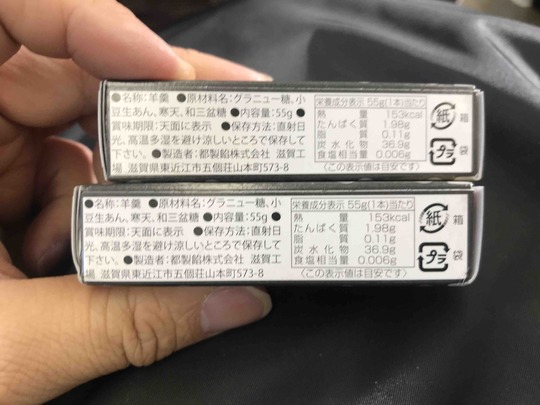 ●名称:羊羹 ●原材料名:グラニュー糖、小
豆生あん、寒天、和三盆糖●内容量:55g●
賞味期限:天面に表示 ●保存方法:直射日
光、高温多湿を避け涼しいところで保存して
下さい。●製造者:都製餡株式会社 滋賀工
場 滋賀県東近江市五個荘山本町573-8
栄養成分表示 55g(1本)当たり
熱量 153kcal
たんぱく質 1.98g
脂質 0.11g
炭水化物 36.9g
食塩相当量 0.006g
〈この表示値は目安です〉
紙 箱
プラ 袋
●名称:羊羹 ●原材料名:グラニュー糖、小
豆生あん、寒天、和三盆糖●内容量:55g●
賞味期限:天面に表示 ●保存方法:直射日
光、高温多湿を避け涼しいところで保存して
下さい。●製造者:都製餡株式会社 滋賀工
場 滋賀県東近江市五個荘山本町573-8
栄養成分表示 55g(1本)当たり
熱量 153kcal
たんぱく質 1.98g
脂質 0.11g
炭水化物 36.9g
食塩相当量 0.006g
〈この表示値は目安です〉
紙 箱
プラ 袋